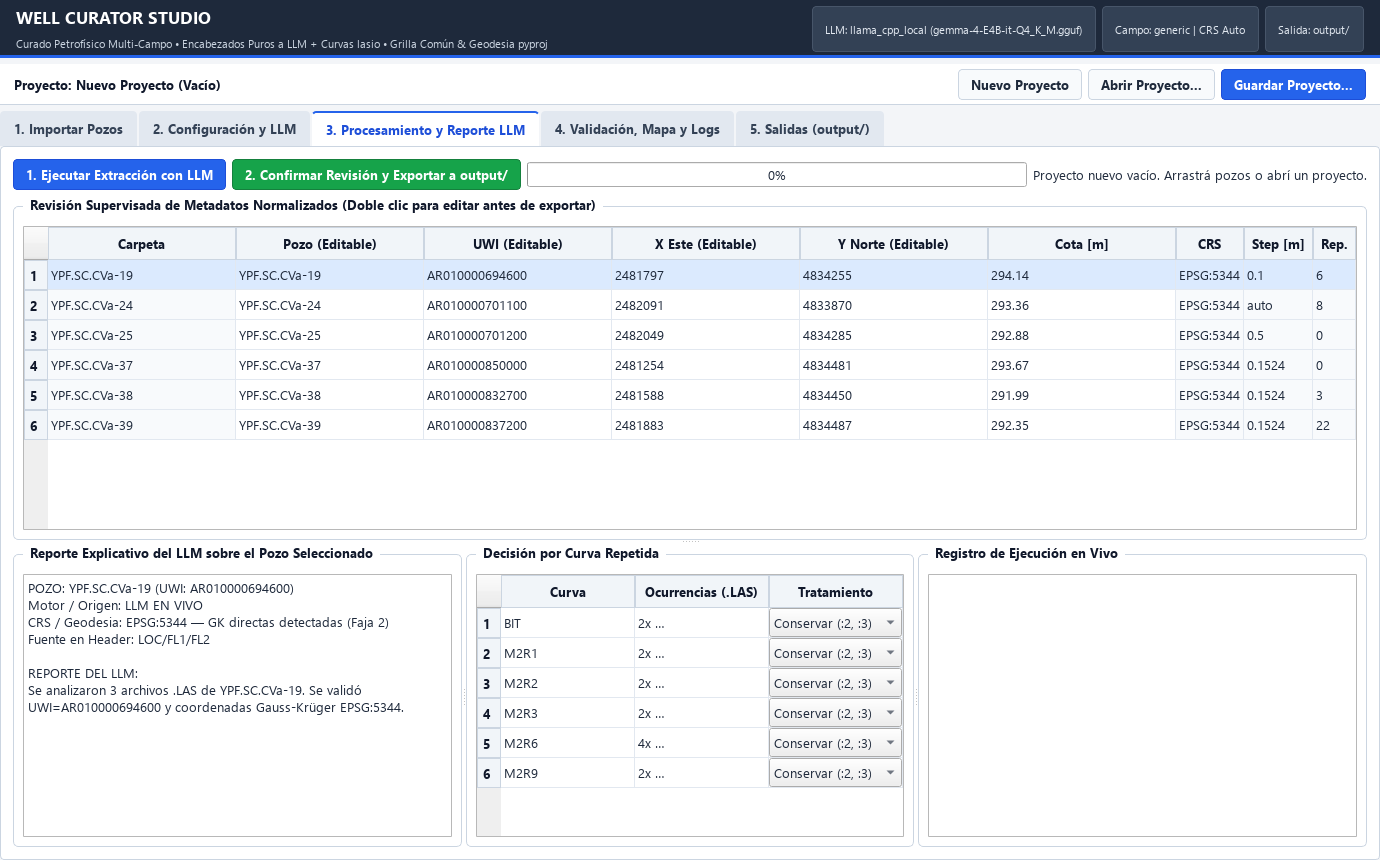 WELL CURATOR STUDIO
Curado Petrofísico Multi-Campo • Encabezados Puros a LLM + Curvas lasio • Grilla Común & Geodesia pyproj
LLM: llama_cpp_local (gemma-4-E4B-it-Q4_K_M.gguf)
Campo: generic | CRS Auto
Salida: output/
Proyecto: Nuevo Proyecto (Vacío)
Nuevo Proyecto
Abrir Proyecto...
Guardar Proyecto...
1. Importar Pozos
2. Configuración y LLM
3. Procesamiento y Reporte LLM
4. Validación, Mapa y Logs
5. Salidas (output/)
1. Ejecutar Extracción con LLM
2. Confirmar Revisión y Exportar a output/
0%
Proyecto nuevo vacío. Arrastrá pozos o abrí un proyecto.
Revisión Supervisada de Metadatos Normalizados (Doble clic para editar antes de exportar)
Carpeta Pozo (Editable) UWI (Editable) X Este (Editable) Y Norte (Editable) Cota [m] CRS Step [m] Rep.
1 YPF.SC.CVa-19 YPF.SC.CVa-19 AR010000694600 2481797 4834255 294.14 EPSG:5344 0.1 6
2 YPF.SC.CVa-24 YPF.SC.CVa-24 AR010000701100 2482091 4833870 293.36 EPSG:5344 auto 8
3 YPF.SC.CVa-25 YPF.SC.CVa-25 AR010000701200 2482049 4834285 292.88 EPSG:5344 0.5 0
4 YPF.SC.CVa-37 YPF.SC.CVa-37 AR010000850000 2481254 4834481 293.67 EPSG:5344 0.1524 0
5 YPF.SC.CVa-38 YPF.SC.CVa-38 AR010000832700 2481588 4834450 291.99 EPSG:5344 0.1524 3
6 YPF.SC.CVa-39 YPF.SC.CVa-39 AR010000837200 2481883 4834487 292.35 EPSG:5344 0.1524 22
Reporte Explicativo del LLM sobre el Pozo Seleccionado
POZO: YPF.SC.CVa-19 (UWI: AR010000694600)
Motor / Origen: LLM EN VIVO
CRS / Geodesia: EPSG:5344 — GK directas detectadas (Faja 2)
Fuente en Header: LOC/FL1/FL2
REPORTE DEL LLM:
Se analizaron 3 archivos .LAS de YPF.SC.CVa-19. Se validó
UWI=AR010000694600 y coordenadas Gauss-Krüger EPSG:5344.
Decisión por Curva Repetida
Curva Ocurrencias (.LAS) Tratamiento
1 BIT 2x ... Conservar (:2, :3)
2 M2R1 2x ... Conservar (:2, :3)
3 M2R2 2x ... Conservar (:2, :3)
4 M2R3 2x ... Conservar (:2, :3)
5 M2R6 4x ... Conservar (:2, :3)
6 M2R9 2x ... Conservar (:2, :3)
Registro de Ejecución en Vivo